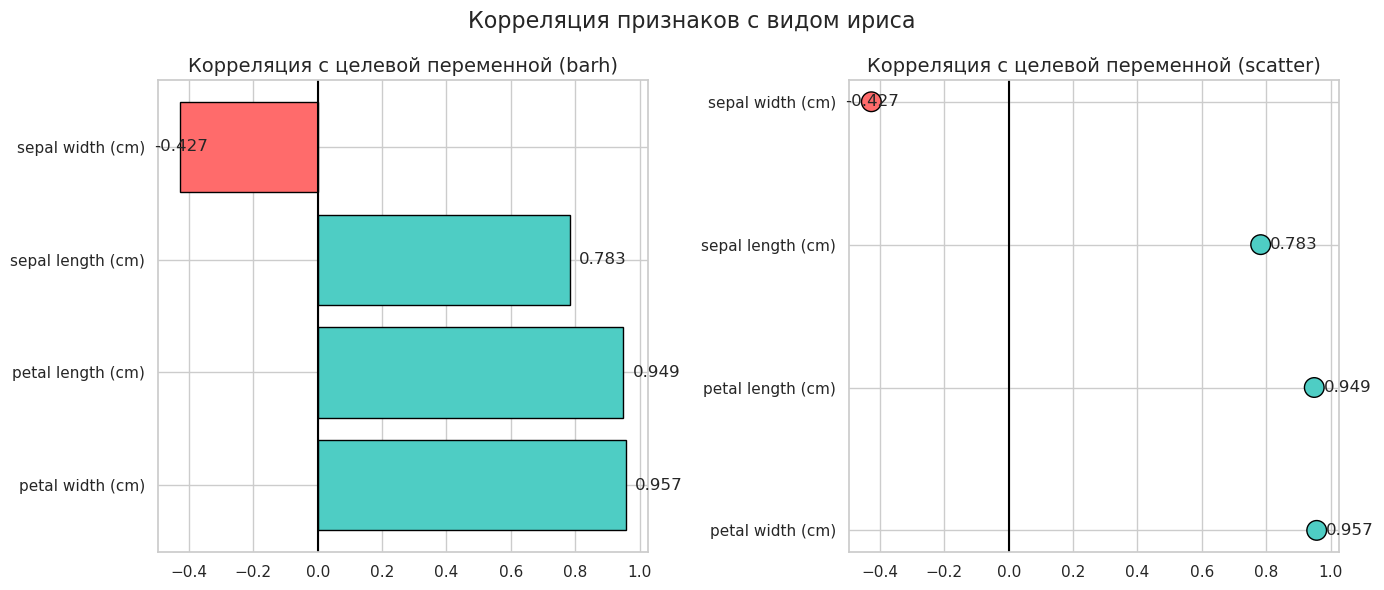 Корреляция признаков с видом ириса
Корреляция с целевой переменной (barh)
sepal width (cm)
-0.427
sepal length (cm)
0.783
petal length (cm)
0.949
petal width (cm)
0.957
−0.4 −0.2 0.0 0.2 0.4 0.6 0.8 1.0
Корреляция с целевой переменной (scatter)
sepal width (cm)
-0.427
sepal length (cm)
0.783
petal length (cm)
0.949
petal width (cm)
0.957
−0.4 −0.2 0.0 0.2 0.4 0.6 0.8 1.0